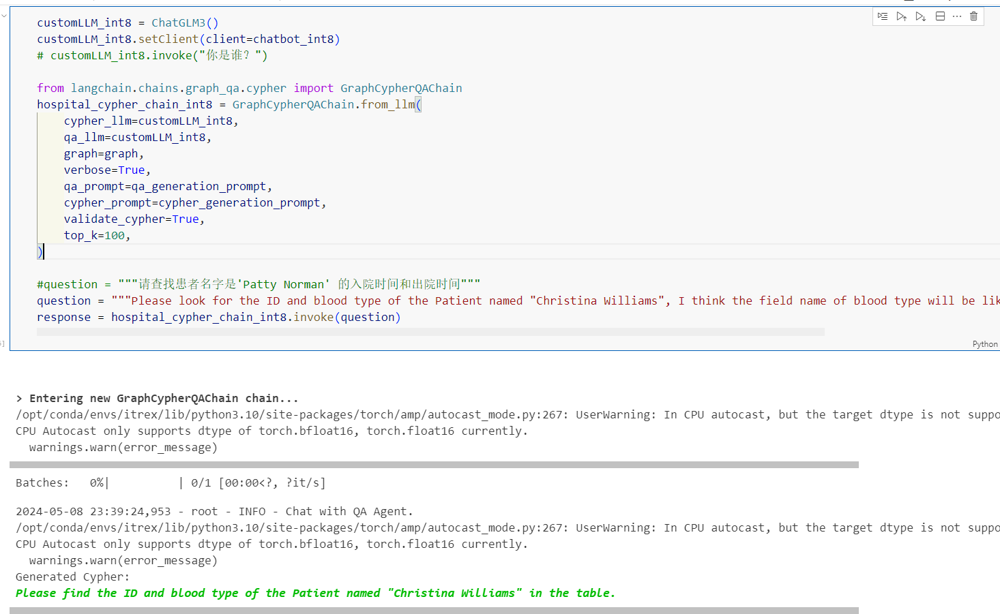 customLLM_int8 = ChatGLM3()
customLLM_int8.setClient(client=chatbot_int8)
# customLLM_int8.invoke("你是谁？")
from langchain.chains.graph_qa.cypher import GraphCypherQAChain
hospital_cypher_chain_int8 = GraphCypherQAChain.from_llm(
cypher_llm=customLLM_int8,
qa_llm=customLLM_int8,
graph=graph,
verbose=True,
qa_prompt=qa_generation_prompt,
cypher_prompt=cypher_generation_prompt,
validate_cypher=True,
top_k=100,
)
#question = """请查找患者名字是'Patty Norman' 的入院时间和出院时间"""
question = """Please look for the ID and blood type of the Patient named "Christina Williams", I think the field name of blood type will be lik
response = hospital_cypher_chain_int8.invoke(question)
Python
> Entering new GraphCypherQAChain chain...
/opt/conda/envs/itrex/lib/python3.10/site-packages/torch/amp/autocast_mode.py:267: UserWarning: In CPU autocast, but the target dtype is not suppo
CPU Autocast only supports dtype of torch.bfloat16, torch.float16 currently.
warnings.warn(error_message)
Batches:   0%|          | 0/1 [00:00<?, ?it/s]
2024-05-08 23:39:24,953 - root - INFO - Chat with QA Agent.
/opt/conda/envs/itrex/lib/python3.10/site-packages/torch/amp/autocast_mode.py:267: UserWarning: In CPU autocast, but the target dtype is not suppo
CPU Autocast only supports dtype of torch.bfloat16, torch.float16 currently.
warnings.warn(error_message)
Generated Cypher:
Please find the ID and blood type of the Patient named "Christina Williams" in the table.